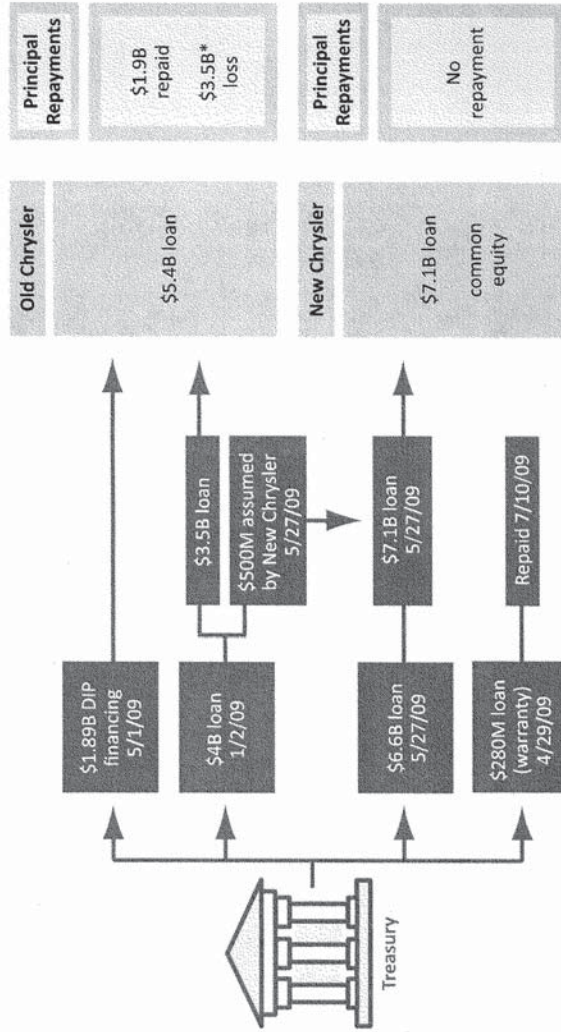 Treasury
$1.89B DIP
financing
5/1/09
$4B loan
1/2/09
$6.6B loan
5/27/09
$280M loan
(warranty)
4/29/09
$3.5B loan
$500M assumed
by New Chrysler
5/27/09
$7.1B loan
5/27/09
Repaid 7/10/09
Old Chrysler
$5.4B loan
New Chrysler
$7.1B loan
common
equity
Principal
Repayments
$1.9B
repaid
$3.5B*
loss
Principal
Repayments
No
repayment